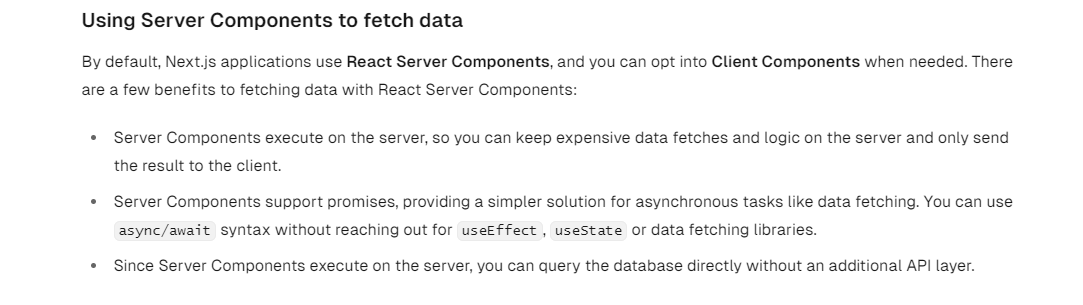 Using Server Components to fetch data
By default, Next.js applications use React Server Components, and you can opt into Client Components when needed. There
are a few benefits to fetching data with React Server Components:
• Server Components execute on the server, so you can keep expensive data fetches and logic on the server and only send
the result to the client.
• Server Components support promises, providing a simpler solution for asynchronous tasks like data fetching. You can use
async/await syntax without reaching out for useEffect, useState or data fetching libraries.
• Since Server Components execute on the server, you can query the database directly without an additional API layer.